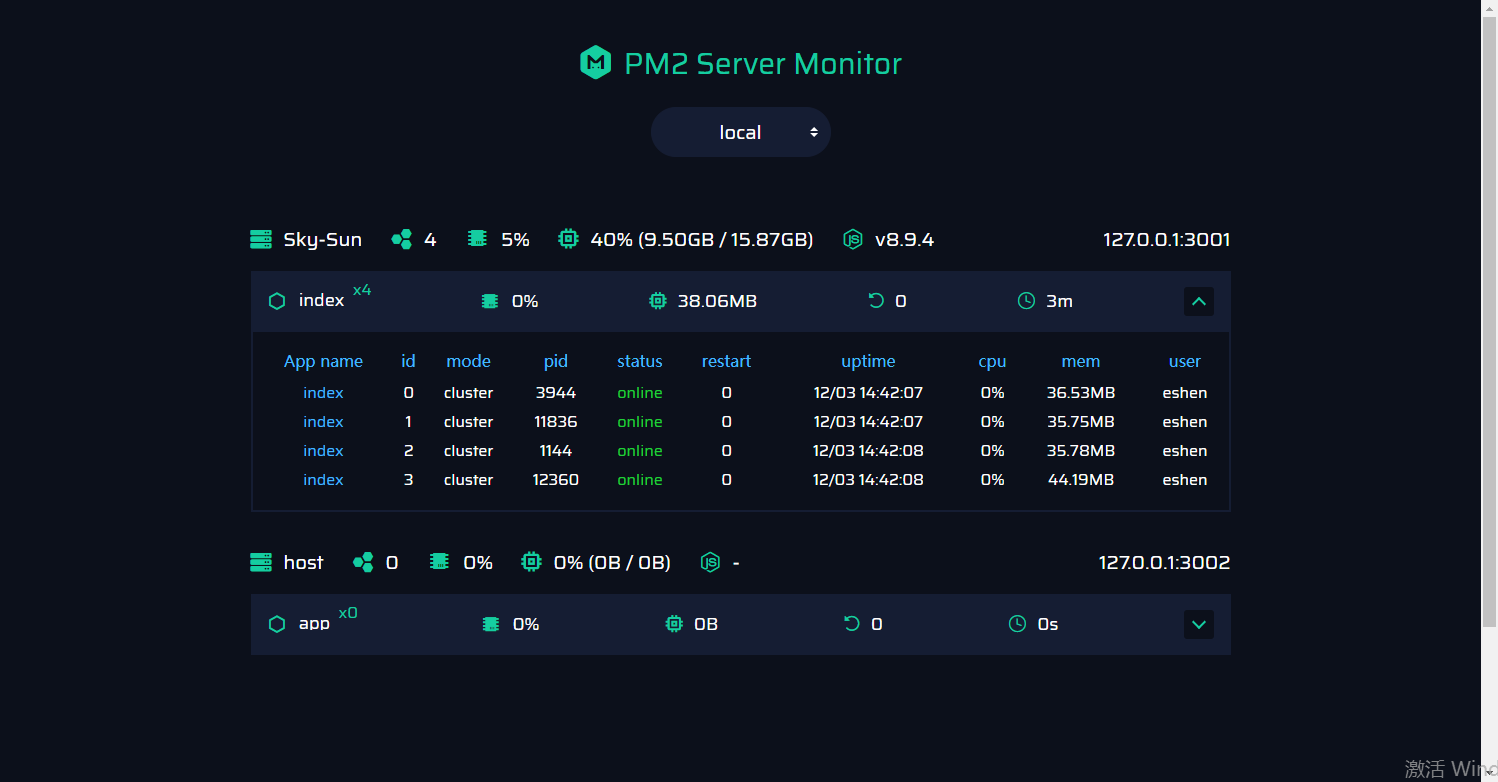 PM2 Server Monitor
local
Sky-Sun 4 5% 40% (9.50GB / 15.87GB) JS v8.9.4 127.0.0.1:3001
index x4 0% 38.06MB 0 3m
App name id mode pid status restart uptime cpu mem user
index 0 cluster 3944 online 0 12/03 14:42:07 0% 36.53MB eshen
index 1 cluster 11836 online 0 12/03 14:42:07 0% 35.75MB eshen
index 2 cluster 1144 online 0 12/03 14:42:08 0% 35.78MB eshen
index 3 cluster 12360 online 0 12/03 14:42:08 0% 44.19MB eshen
host 0 0% 0% (0B / 0B) JS - 127.0.0.1:3002
app x0 0% 0B 0 0s
激活 Wind